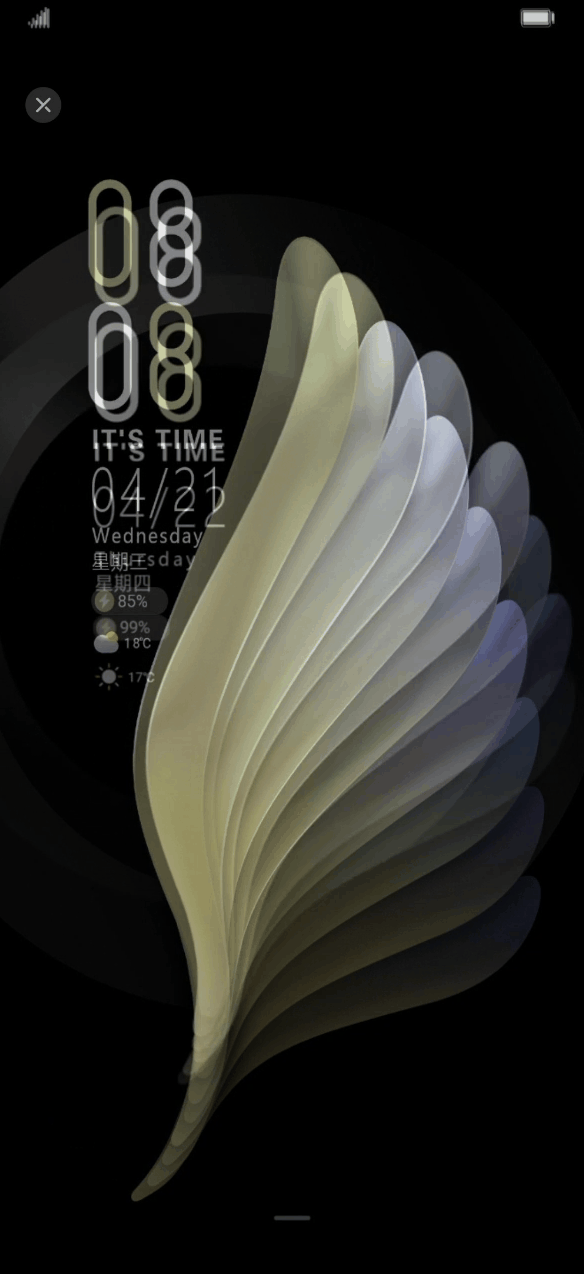 08
08
IT'S TIME
IT'S TIME
04/21
04/22
Wednesday
Thursday
星期三
星期四
85%
99%
18℃
17℃